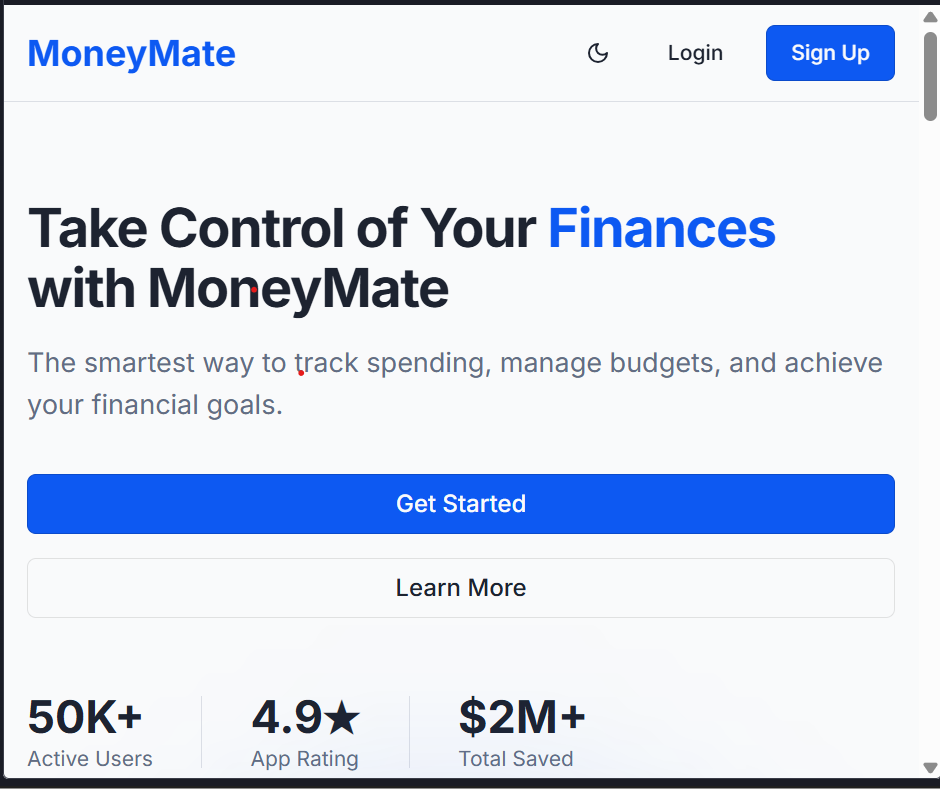 MoneyMate
Login
Sign Up
Take Control of Your Finances
with MoneyMate
The smartest way to track spending, manage budgets, and achieve
your financial goals.
Get Started
Learn More
50K+
4.9★
$2M+
Active Users
App Rating
Total Saved